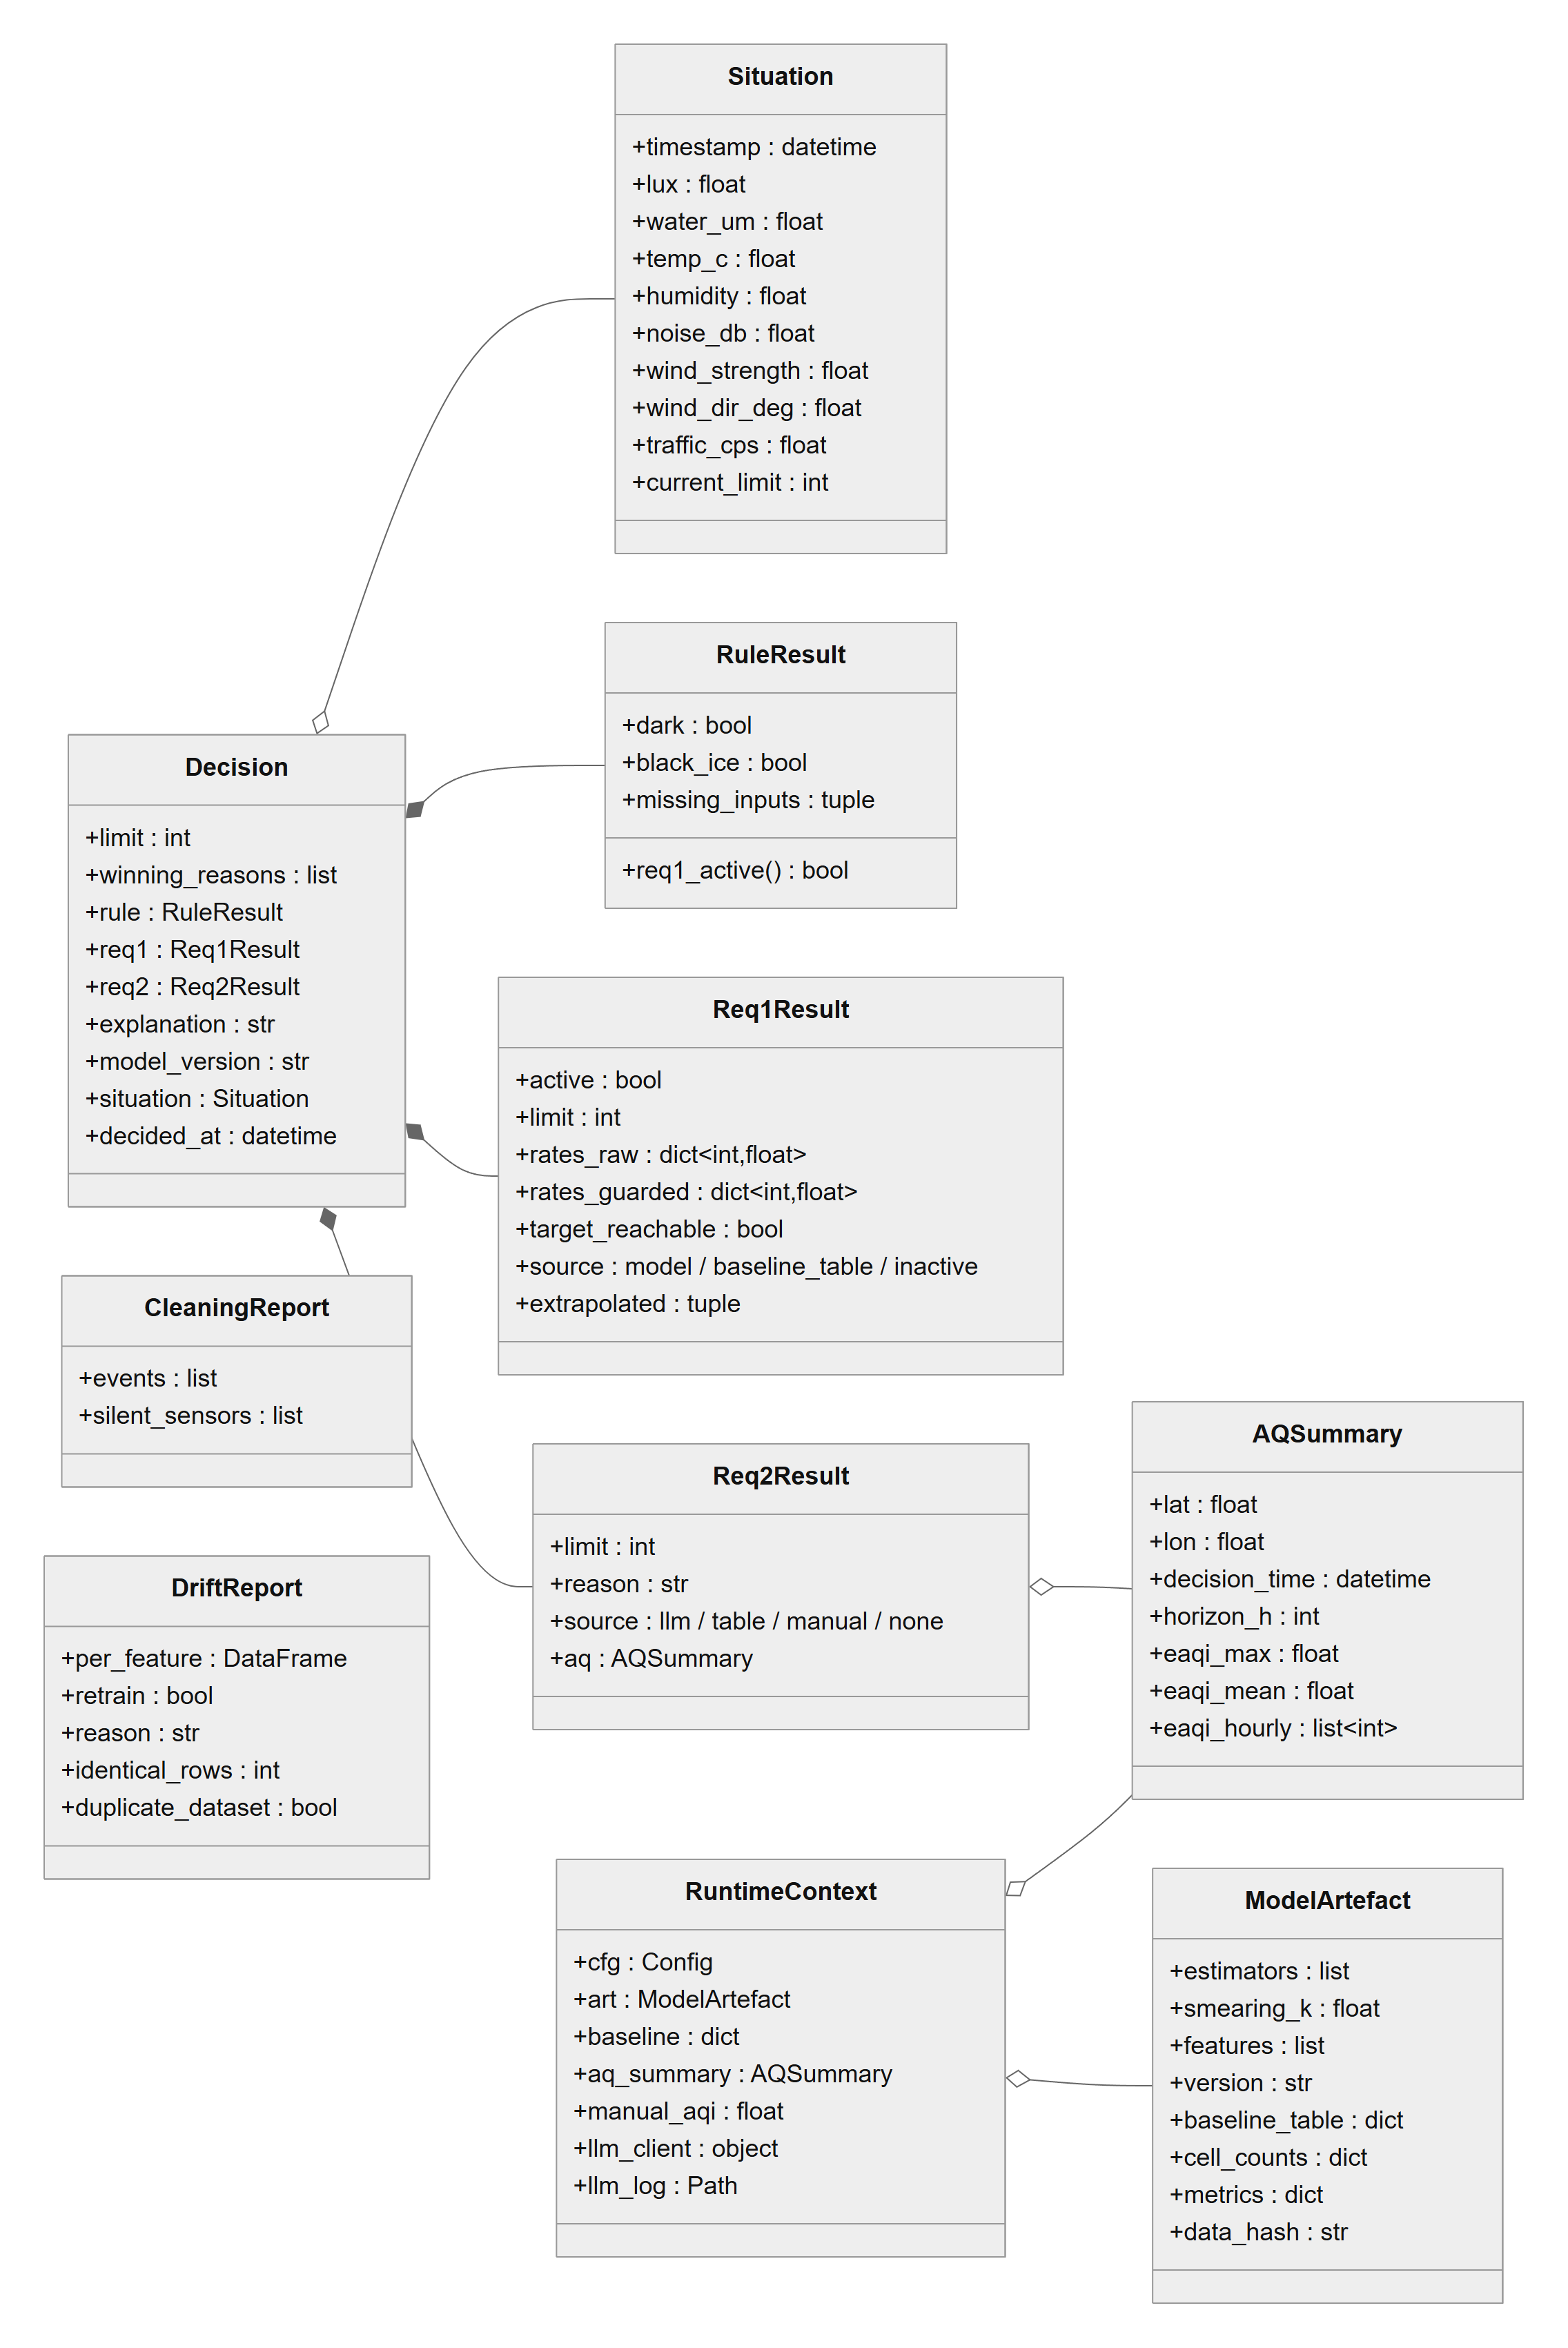 Situation
+timestamp : datetime
+lux : float
+water_um : float
+temp_c : float
+humidity : float
+noise_db : float
+wind_strength : float
+wind_dir_deg : float
+traffic_cps : float
+current_limit : int
RuleResult
+dark : bool
+black_ice : bool
+missing_inputs : tuple
+req1_active() : bool
Decision
+limit : int
+winning_reasons : list
+rule : RuleResult
+req1 : Req1Result
+req2 : Req2Result
+explanation : str
+model_version : str
+situation : Situation
+decided_at : datetime
Req1Result
+active : bool
+limit : int
+rates_raw : dict<int,float>
+rates_guarded : dict<int,float>
+target_reachable : bool
+source : model / baseline_table / inactive
+extrapolated : tuple
CleaningReport
+events : list
+silent_sensors : list
Req2Result
+limit : int
+reason : str
+source : llm / table / manual / none
+aq : AQSummary
AQSummary
+lat : float
+lon : float
+decision_time : datetime
+horizon_h : int
+eaqi_max : float
+eaqi_mean : float
+eaqi_hourly : list<int>
DriftReport
+per_feature : DataFrame
+retrain : bool
+reason : str
+identical_rows : int
+duplicate_dataset : bool
RuntimeContext
+cfg : Config
+art : ModelArtefact
+baseline : dict
+aq_summary : AQSummary
+manual_aqi : float
+llm_client : object
+llm_log : Path
ModelArtefact
+estimators : list
+smearing_k : float
+features : list
+version : str
+baseline_table : dict
+cell_counts : dict
+metrics : dict
+data_hash : str